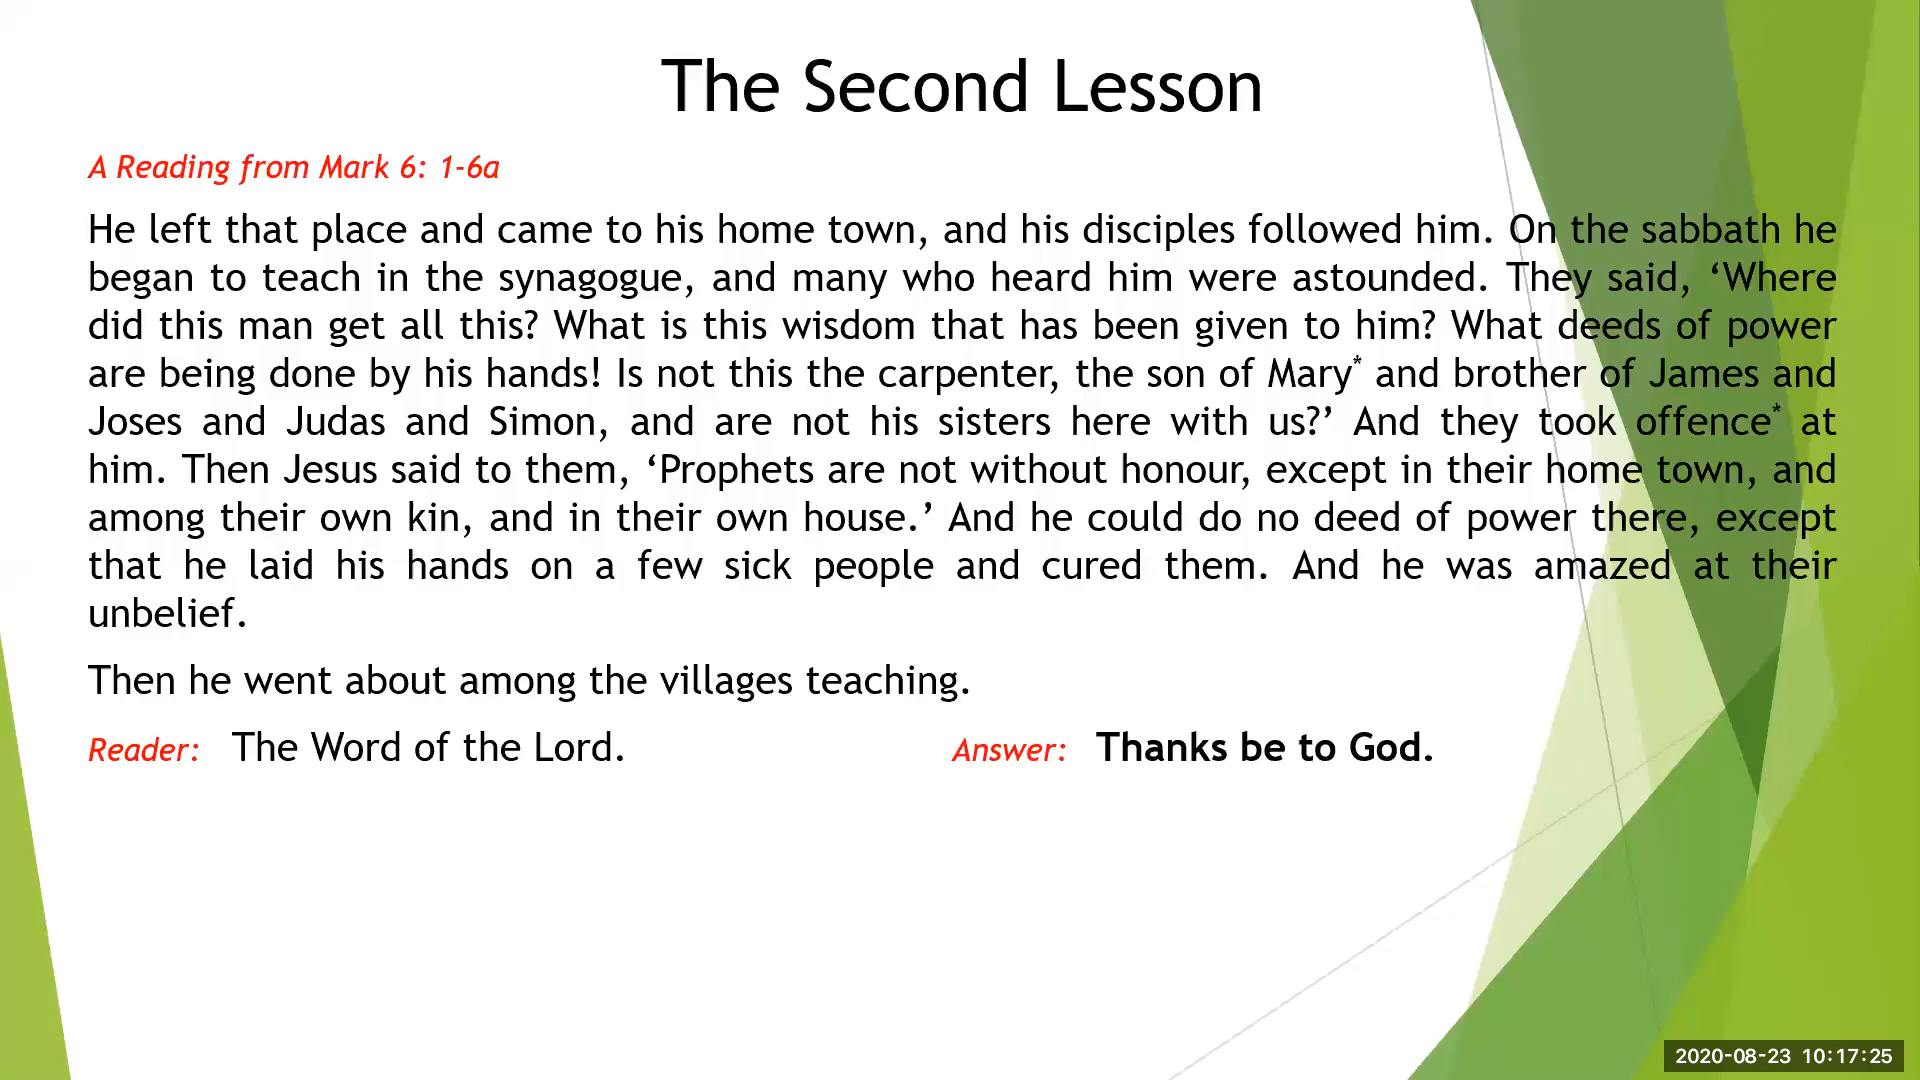 The Second Lesson
A Reading from Mark 6: 1-6a
He left that place and came to his home town, and his disciples followed him. On the sabbath he
began to teach in the synagogue, and many who heard him were astounded. They said, ‘Where
did this man get all this? What is this wisdom that has been given to him? What deeds of power
are being done by his hands! Is not this the carpenter, the son of Mary* and brother of James and
Joses and Judas and Simon, and are not his sisters here with us?’ And they took offence* at
him. Then Jesus said to them, ‘Prophets are not without honour, except in their home town, and
among their own kin, and in their own house.’ And he could do no deed of power there, except
that he laid his hands on a few sick people and cured them. And he was amazed at their
unbelief.
Then he went about among the villages teaching.
Reader: The Word of the Lord. Answer: Thanks be to God.
2020-08-23 10:17:25